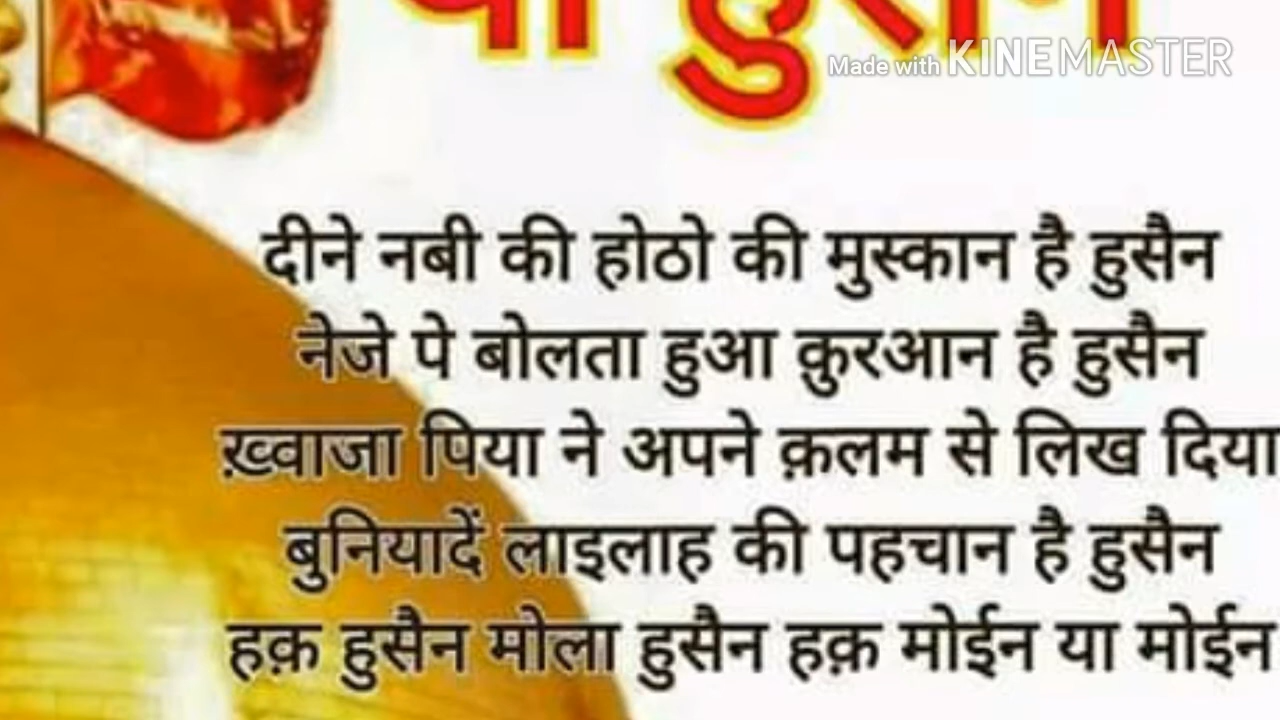 या हुसैन
Made with KINEMASTER
दीने नबी की होठो की मुस्कान है हुसैन
नेजे पे बोलता हुआ क़ुरआन है हुसैन
ख़्वाजा पिया ने अपने क़लम से लिख दिया
बुनियादें लाइलाह की पहचान है हुसैन
हक़ हुसैन मोला हुसैन हक़ मोईन या मोईन